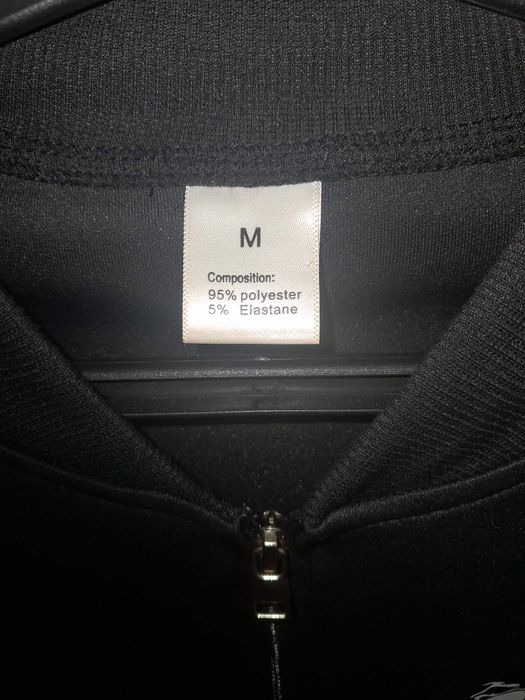 M
Composition:
95% polyester
5% Elastane